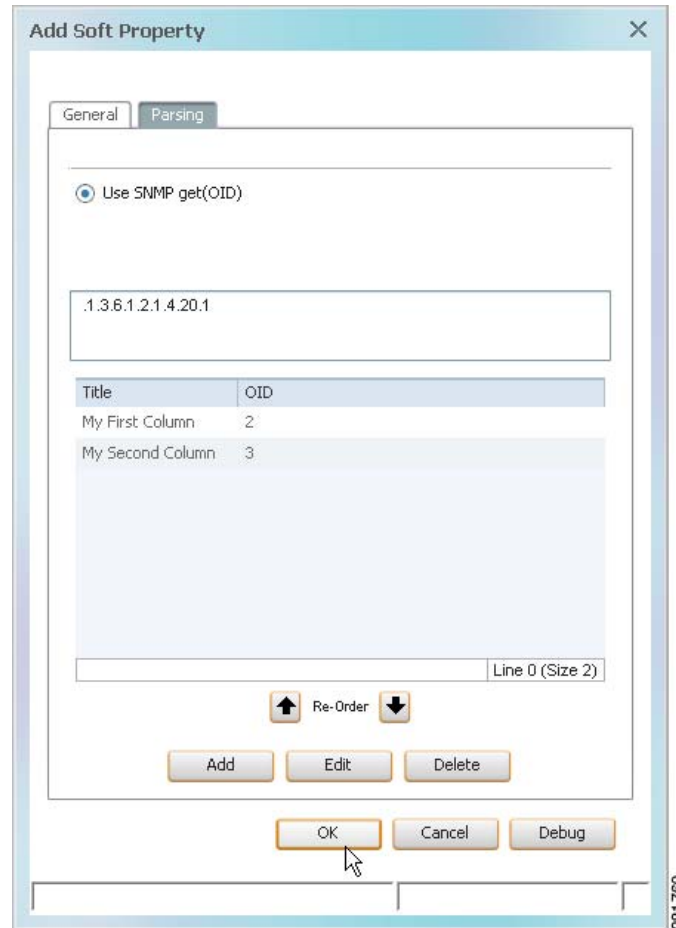 Add Soft Property
General Parsing
Use SNMP get(OID)
.1.3.6.1.2.1.4.20.1
Title OID
My First Column 2
My Second Column 3
Line 0 (Size 2)
Re-Order
Add Edit Delete
OK Cancel Debug